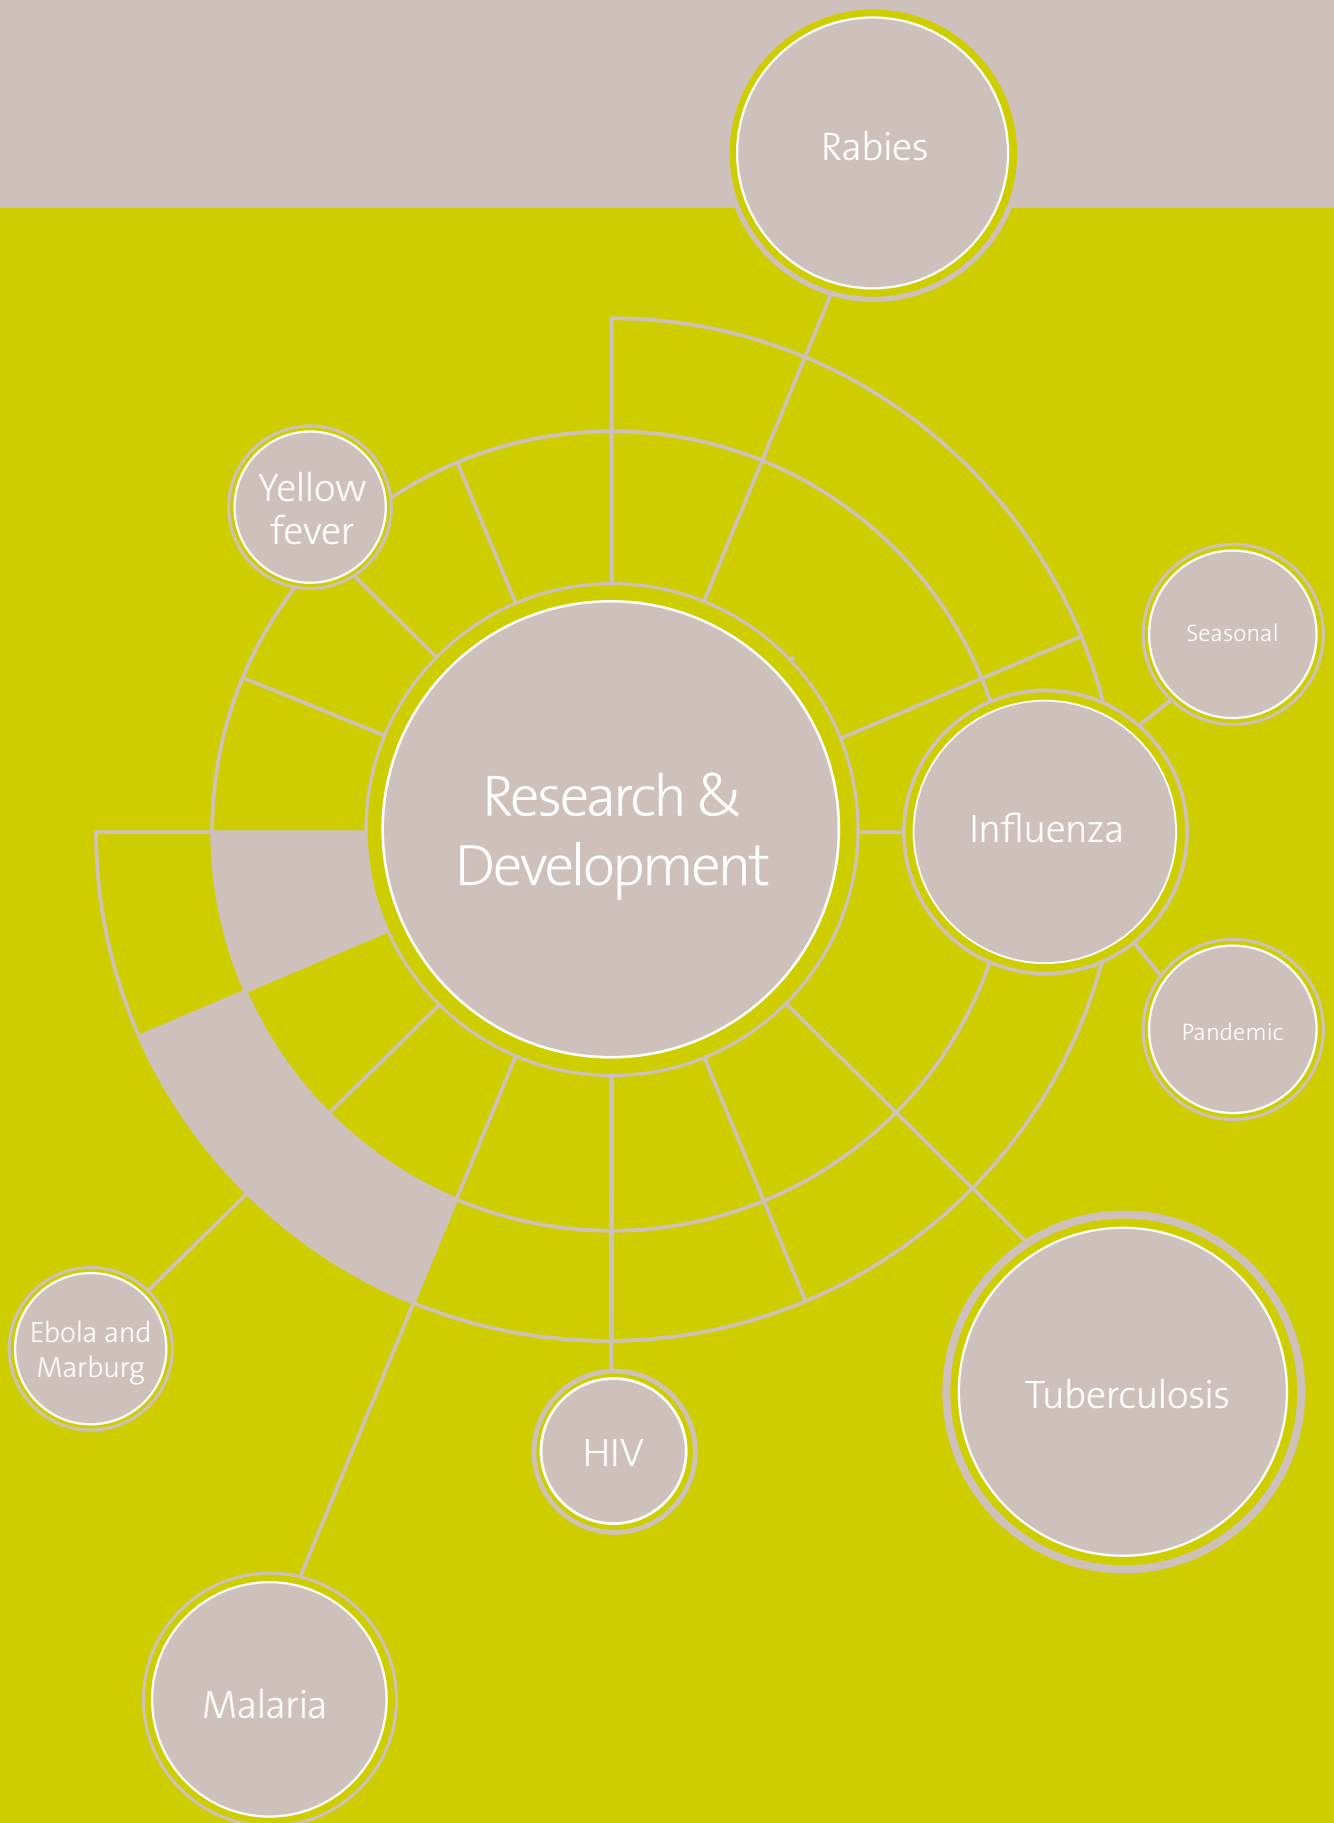 Rabies
Yellow
fever
Seasonal
Research &
Development
Influenza
Pandemic
Ebola and
Marburg
Tuberculosis
HIV
Malaria